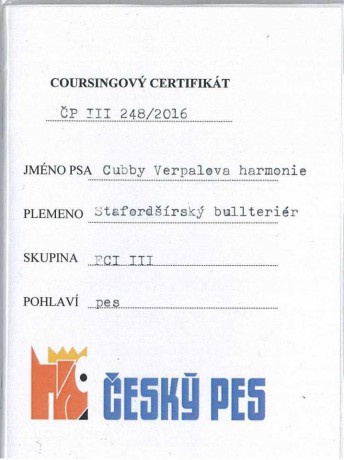 COURSINGOVÝ CERTIFIKÁT
ČP III 248/2016
JMÉNO PSA Cubby Verpalova harmonie
PLEMENO Stafordšírský bullteriér
SKUPINA FCI III
POHLAVÍ pes
ČESKÝ PES